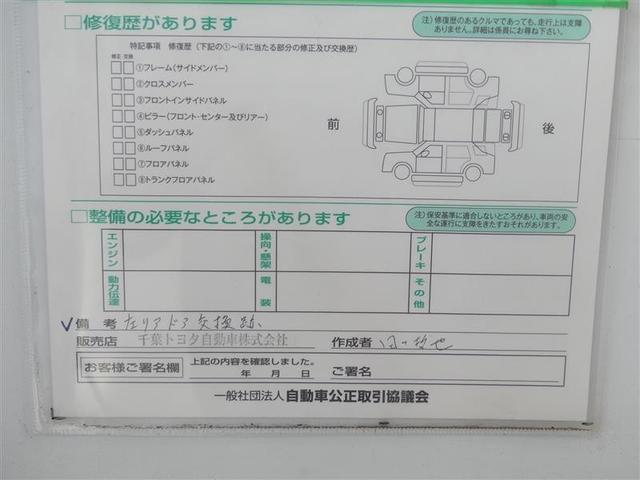 □修復歴があります
注）修復歴のあるクルマであっても、走行上は支障
ありません。詳細は係員にお尋ね下さい。
特記事項　修復歴（下記の①〜⑧に当たる部分の修正及び交換歴）
修正 交換
□□①フレーム（サイドメンバー）
□□②クロスメンバー
□□③フロントインサイドパネル
□□④ピラー（フロント・センター及びリアー）
□□⑤ダッシュパネル
□□⑥ルーフパネル
□□⑦フロアパネル
□□⑧トランクフロアパネル
前
後
□整備の必要なところがあります
注）保安基準に適合しないところがあり、車両の安
全な運行に支障をきたすおそれがあります。
エンジン
操向・懸架
ブレーキ
動力伝達
電装
その他
✓備考 左リアドア交換跡
販売店 千葉トヨタ自動車株式会社 作成者
お客様ご署名欄
上記の内容を確認しました。
年 月 日 ご署名
一般社団法人 自動車公正取引協議会